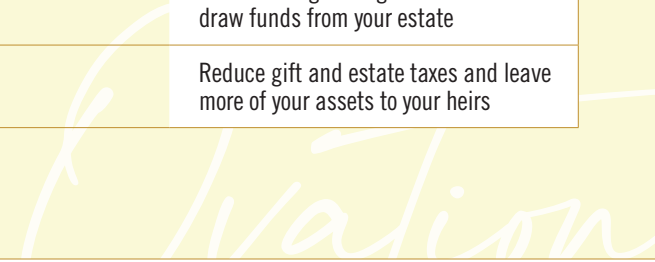 draw funds from your estate
Reduce gift and estate taxes and leave
more of your assets to your heirs
Ovation